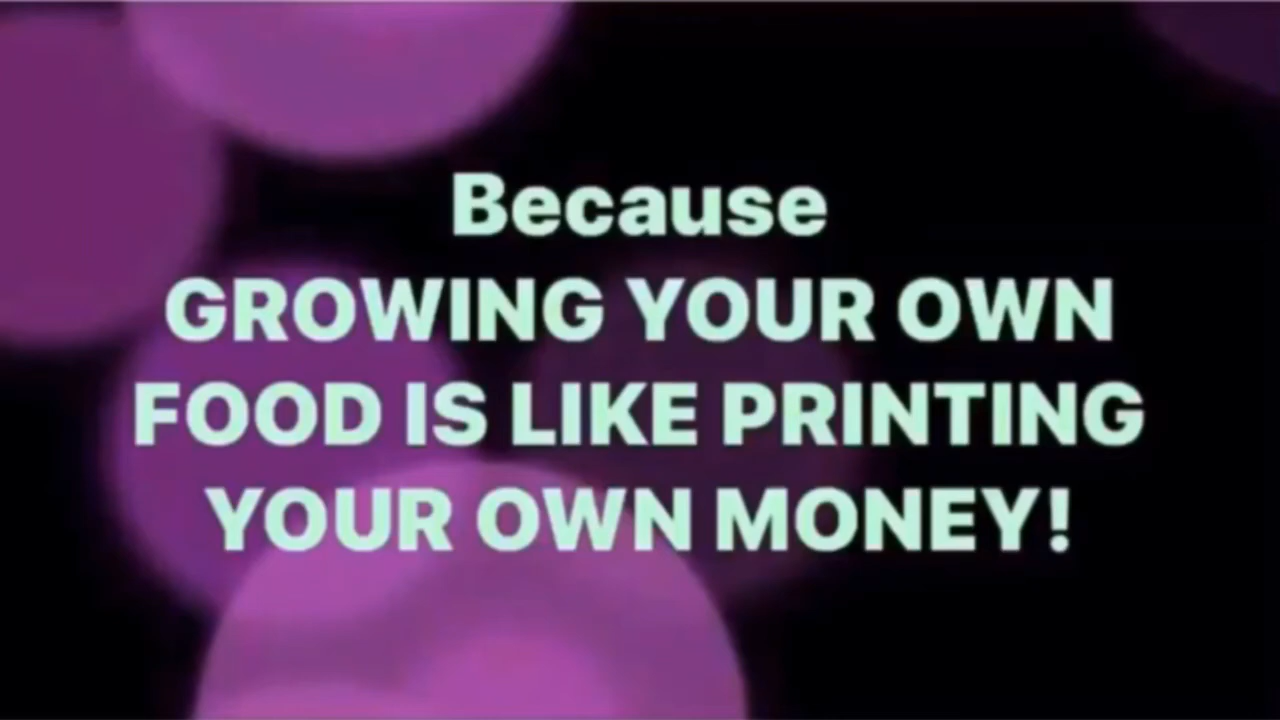 Because
GROWING YOUR OWN
FOOD IS LIKE PRINTING
YOUR OWN MONEY!